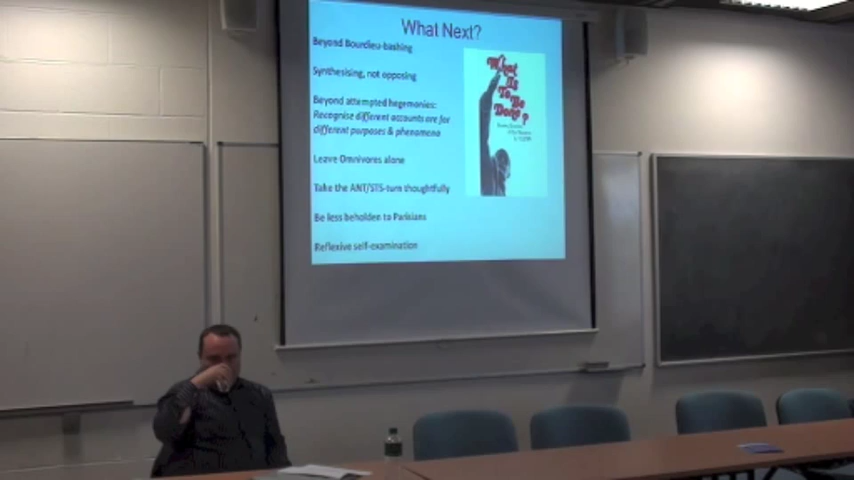 What Next?
Beyond Bourdieu-bashing
Synthesising, not opposing
Beyond attempted hegemonies:
Recognise different accounts are for
different purposes & phenomena
Leave Omnivores alone
Take the ANT/STS-turn thoughtfully
Be less beholden to Parisians
Reflexive self-examination
What
Is
To
Be
Done?